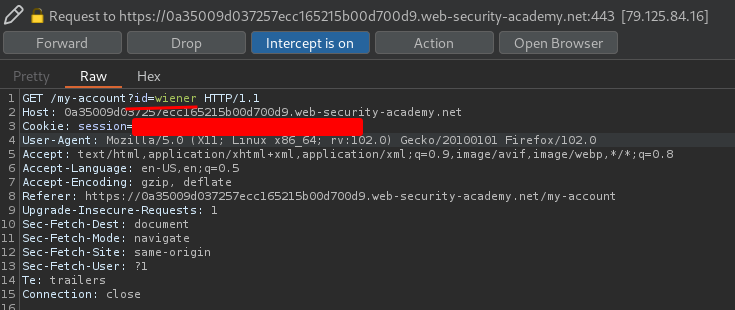 Request to https://0a35009d037257ecc165215b00d700d9.web-security-academy.net:443 [79.125.84.16]
Forward Drop Intercept is on Action Open Browser
Pretty Raw Hex
1 GET /my-account?id=wiener HTTP/1.1
2 Host: 0a35009d037257ecc165215b00d700d9.web-security-academy.net
3 Cookie: session=
4 User-Agent: Mozilla/5.0 (X11; Linux x86_64; rv:102.0) Gecko/20100101 Firefox/102.0
5 Accept: text/html,application/xhtml+xml,application/xml;q=0.9,image/avif,image/webp,*/*;q=0.8
6 Accept-Language: en-US,en;q=0.5
7 Accept-Encoding: gzip, deflate
8 Referer: https://0a35009d037257ecc165215b00d700d9.web-security-academy.net/my-account
9 Upgrade-Insecure-Requests: 1
10 Sec-Fetch-Dest: document
11 Sec-Fetch-Mode: navigate
12 Sec-Fetch-Site: same-origin
13 Sec-Fetch-User: ?1
14 Te: trailers
15 Connection: close
16